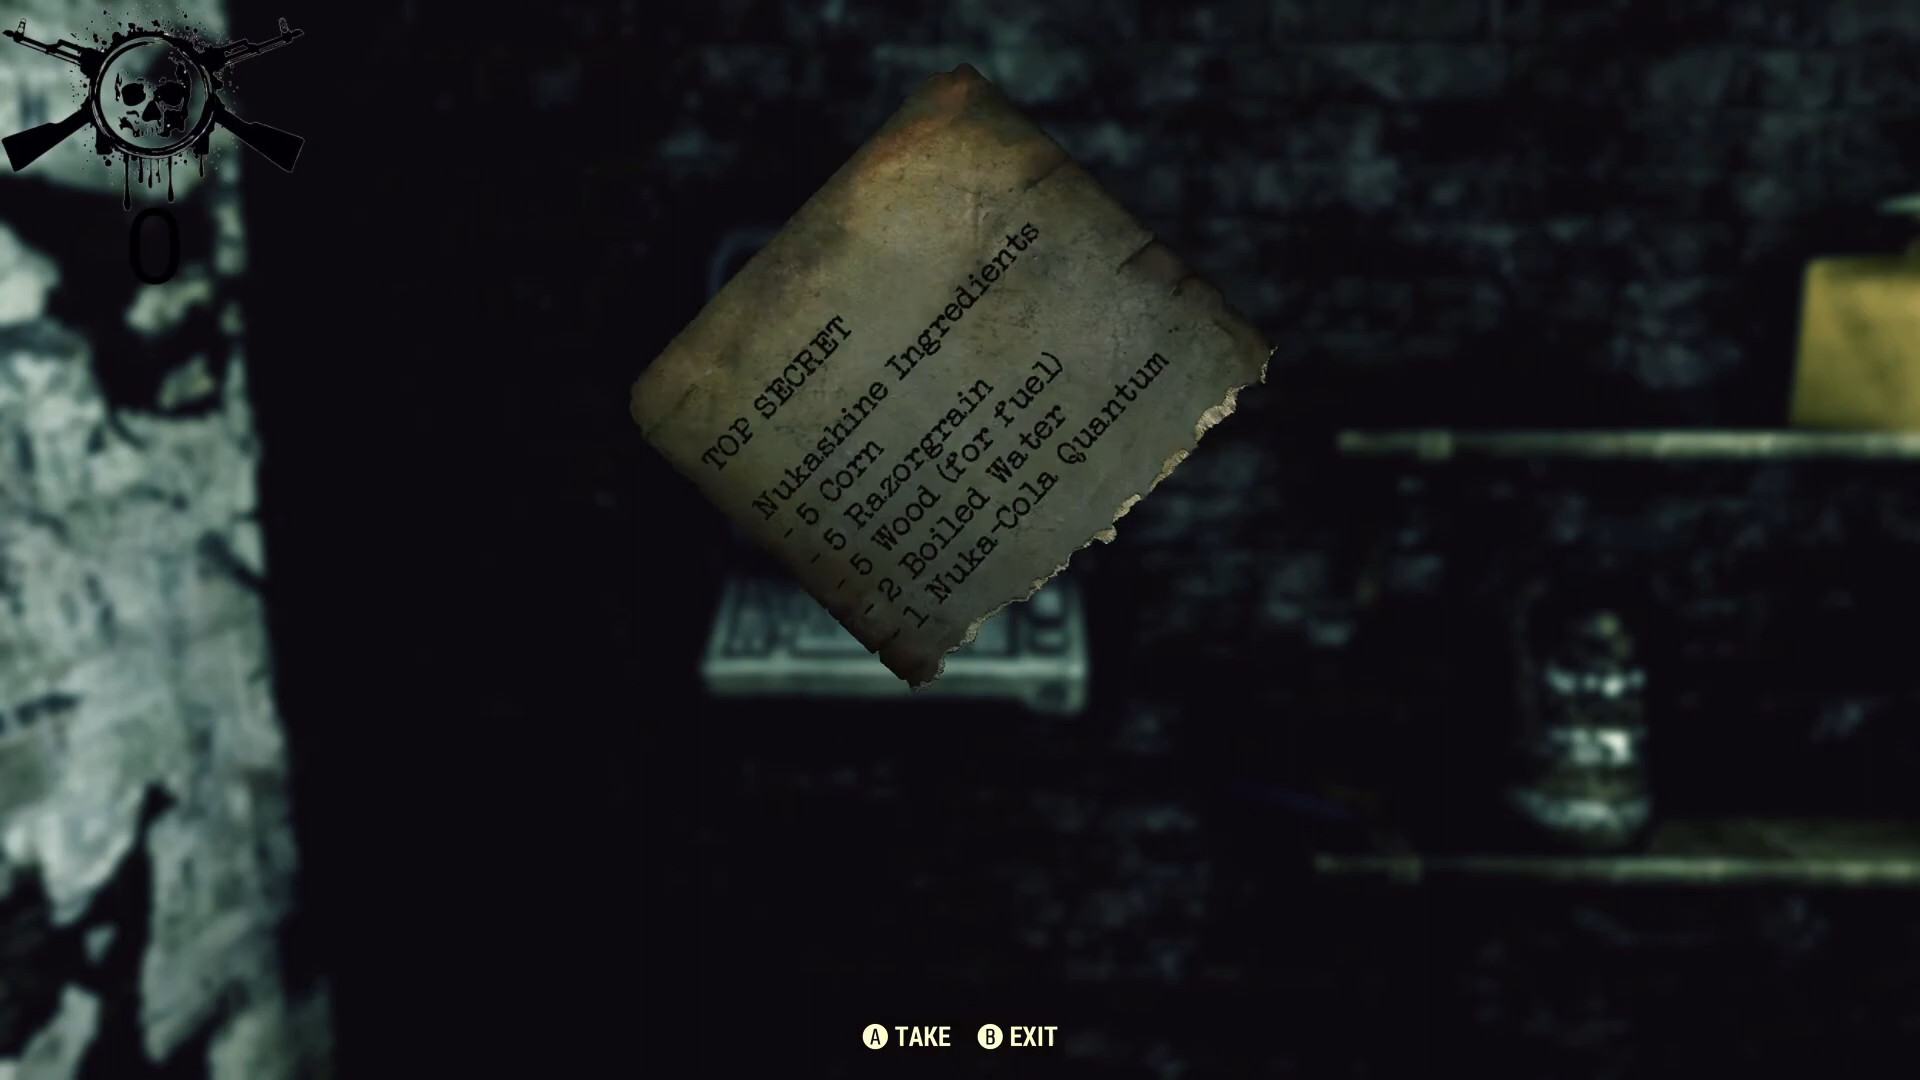 0
TOP SECRET
Nukashine Ingredients
- 5 Corn
- 5 Razorgrain
- 5 Wood (for fuel)
- 2 Boiled Water
- 1 Nuka-Cola Quantum
A TAKE B EXIT